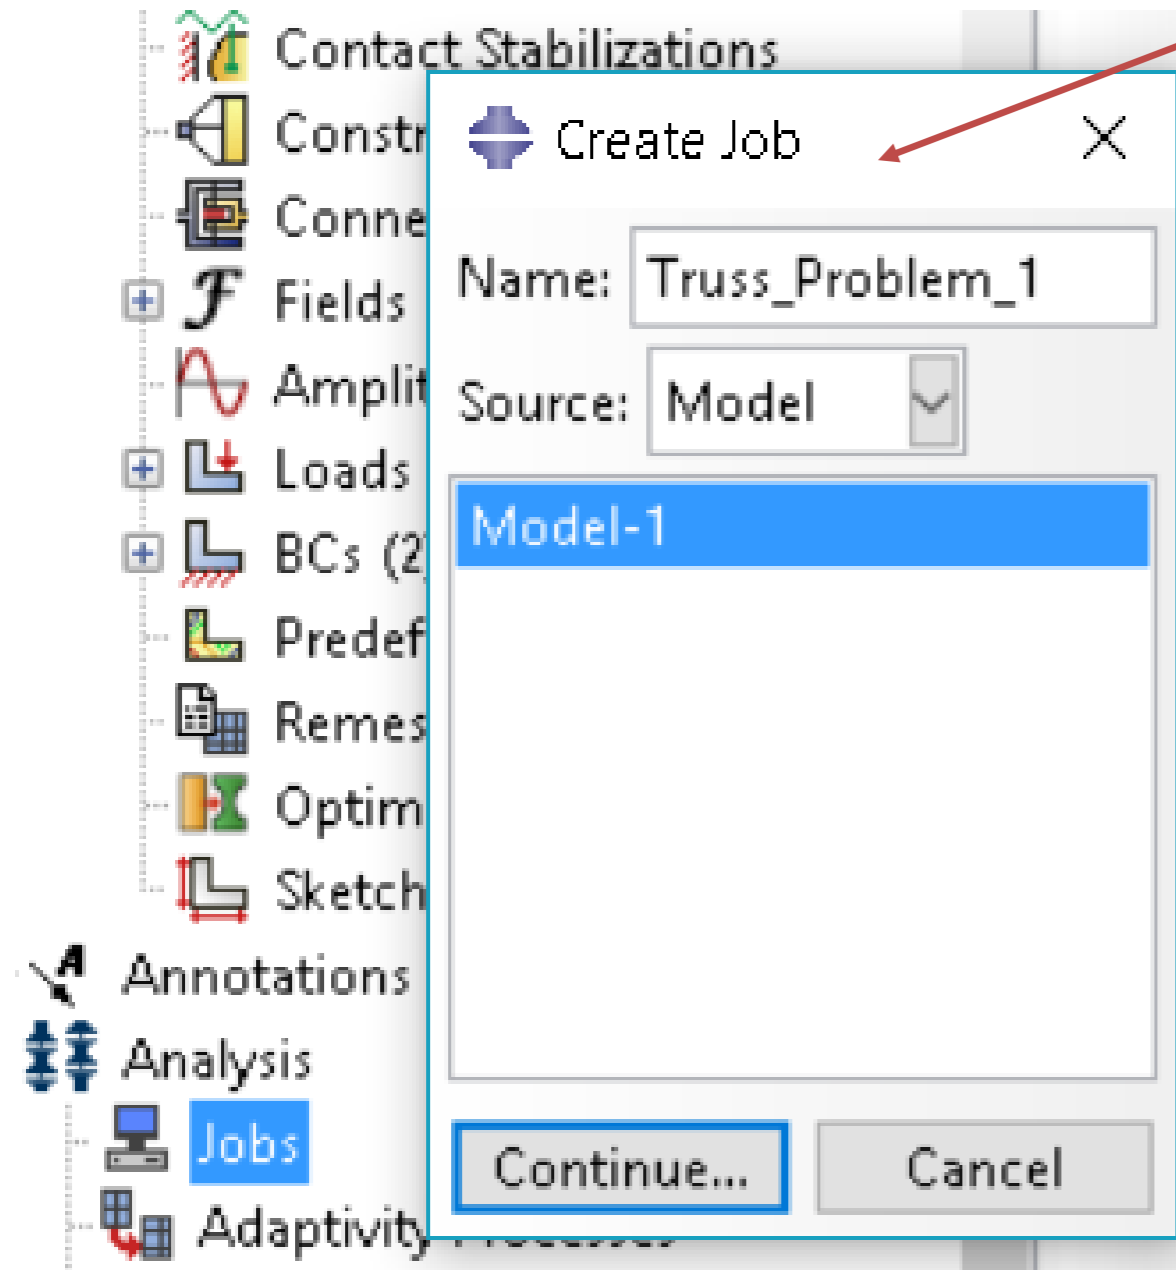 Contact Stabilizations
Constr
Conne
Fields
Amplit
Loads
BCs (2)
Predef
Remes
Optim
Sketch
Annotations
Analysis
Jobs
Adaptivity Processes
Create Job
Name: Truss_Problem_1
Source: Model
Model-1
Continue... Cancel